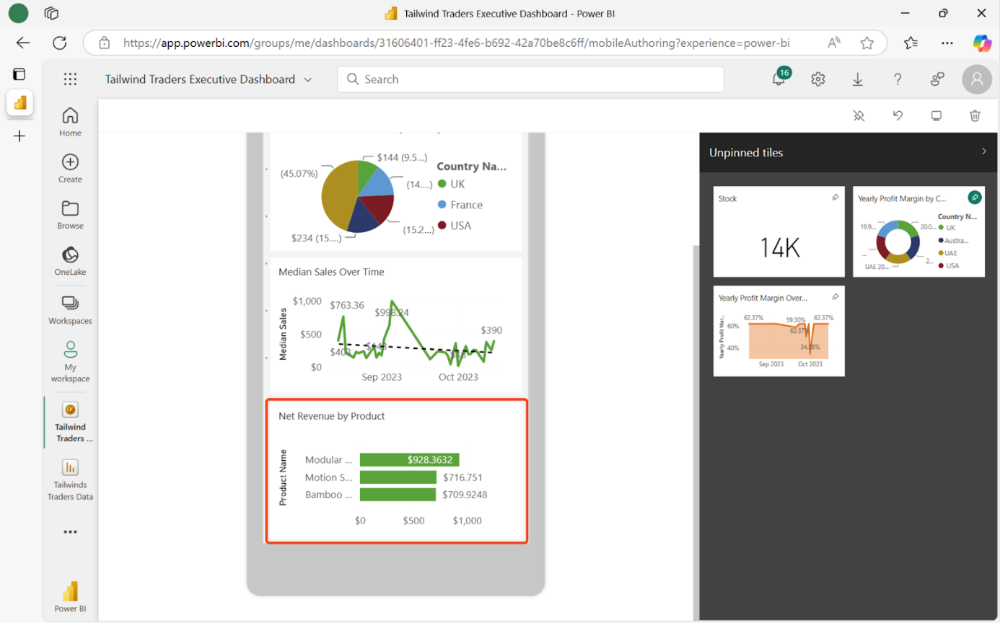 Tailwind Traders Executive Dashboard - Power BI
https://app.powerbi.com/groups/me/dashboards/31606401-ff23-4fe6-b692-42a70be8c6ff/mobileAuthoring?experience=power-bi
Tailwind Traders Executive Dashboard
Search
16
Home
Create
Browse
OneLake
Workspaces
My
workspace
Tailwind
Traders ...
Tailwinds
Traders Data
Power BI
$144 (9.5...)
(45.07%)
(14....)
(15.2...)
$234 (15....)
Country Na...
UK
France
USA
Median Sales Over Time
Median Sales
$1,000
$500
$0
$763.36
$998.24
$390
$403
Sep 2023
Oct 2023
Net Revenue by Product
Product Name
Modular ...
$928.3632
Motion S...
$716.751
Bamboo ...
$709.9248
$0
$500
$1,000
Unpinned tiles
Stock
14K
Yearly Profit Margin by C...
Country N...
19.9...
20.0...
UK
Austra...
UAE
USA
...
2...
UAE 20....
Yearly Profit Margin Over...
Yearly Profit Mar...
60%
40%
62.37%
59.30%
62.37%
62.37%
34.38%
Sep 2023
Oct 2023